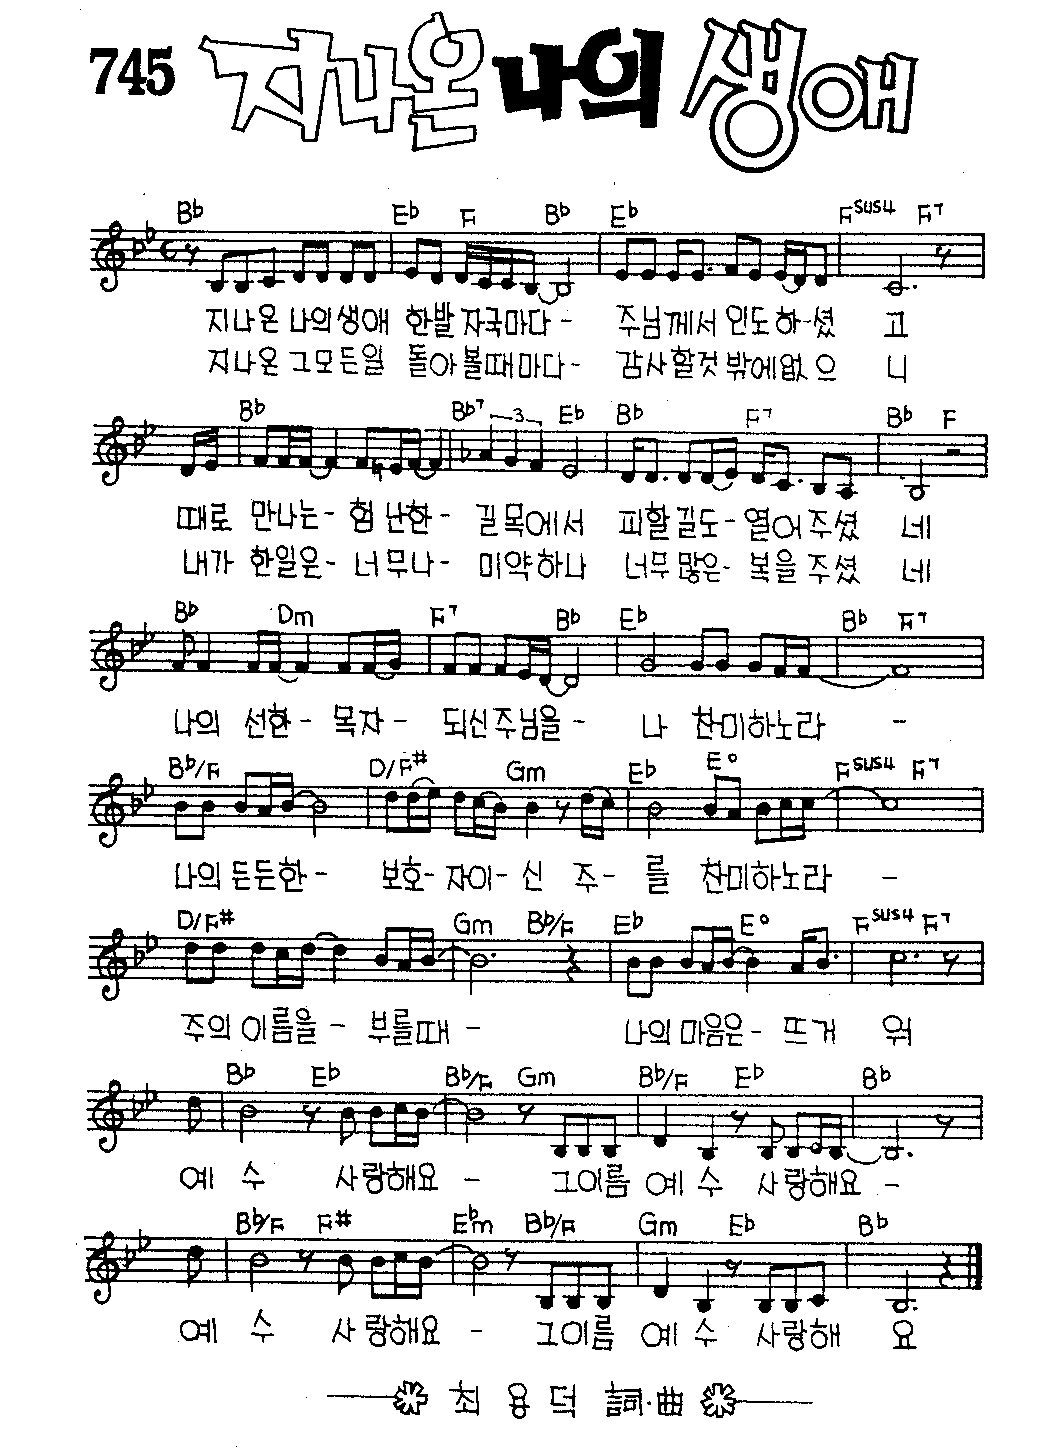 745 지나온 나의 생애
B♭ E♭ F B♭ E♭ Fsus4 F7
지나온 나의생애 한발 자국마다- 주님께서 인도하-셨 고
지나온 그모든일 돌아볼때마다- 감사할것 밖에없으 니
B♭ B♭7 3 E♭ B♭ F7 B♭ F
때로 만나는- 험난한- 길목에서 피할길도- 열어주셨 네
내가 한일은- 너무나- 미약하나 너무많은- 복을주셨 네
B♭ Dm F7 B♭ E♭ B♭ F7
나의 선한- 목자- 되신주님을- 나 찬미하노라 -
B♭/F D/F# Gm E♭ E° Fsus4 F7
나의든든한- 보호-자이-신 주-를 찬미하노라 -
D/F# Gm B♭/F E♭ E° Fsus4 F7
주의이름을- 부를때 - 나의마음은- 뜨거 워
B♭ E♭ B♭/F Gm B♭/F E♭ B♭
예 수 사랑해요 - 그이름 예 수 사랑해요 -
B♭/F F# E♭m B♭/F Gm E♭ B♭
예 수 사랑해요 - 그이름 예 수 사랑해 요
최 용 덕 詞·曲